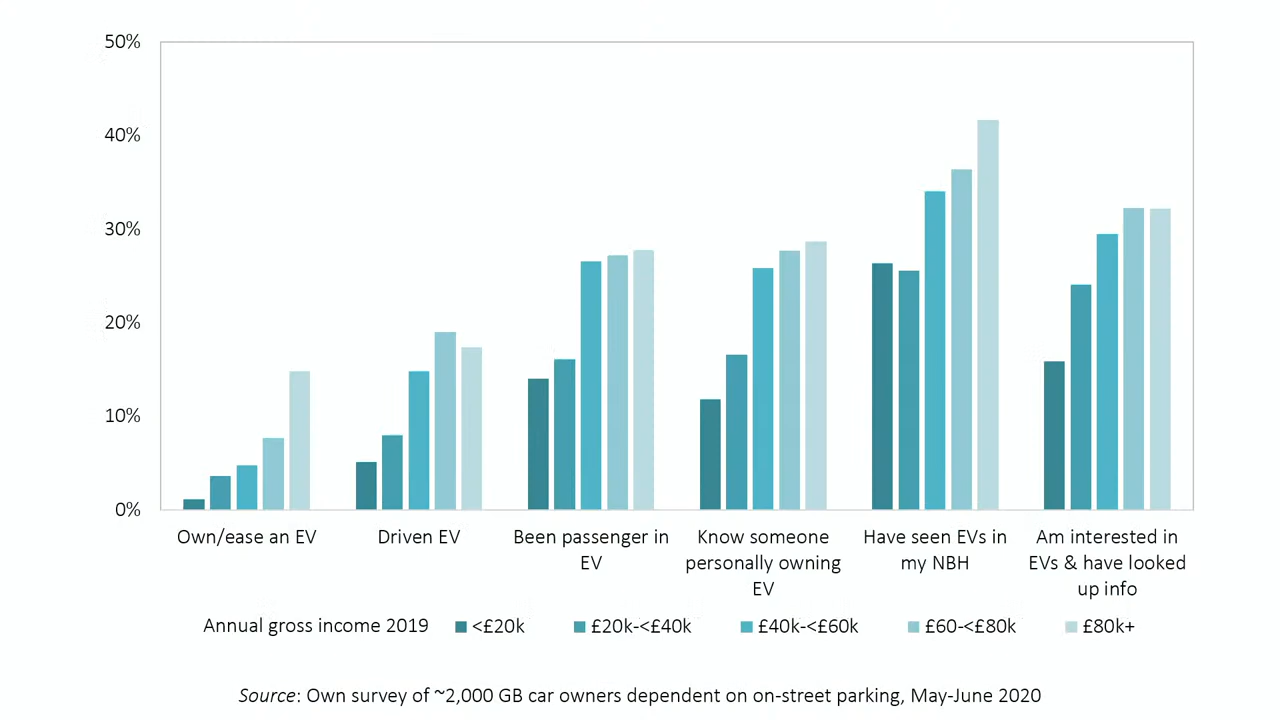 50%
40%
30%
20%
10%
0%
Own/ease an EV
Driven EV
Been passenger in
EV
Know someone
personally owning
EV
Have seen EVs in
my NBH
Am interested in
EVs & have looked
up info
Annual gross income 2019
<£20k
£20k-<£40k
£40k-<£60k
£60-<£80k
£80k+
Source: Own survey of ~2,000 GB car owners dependent on on-street parking, May-June 2020